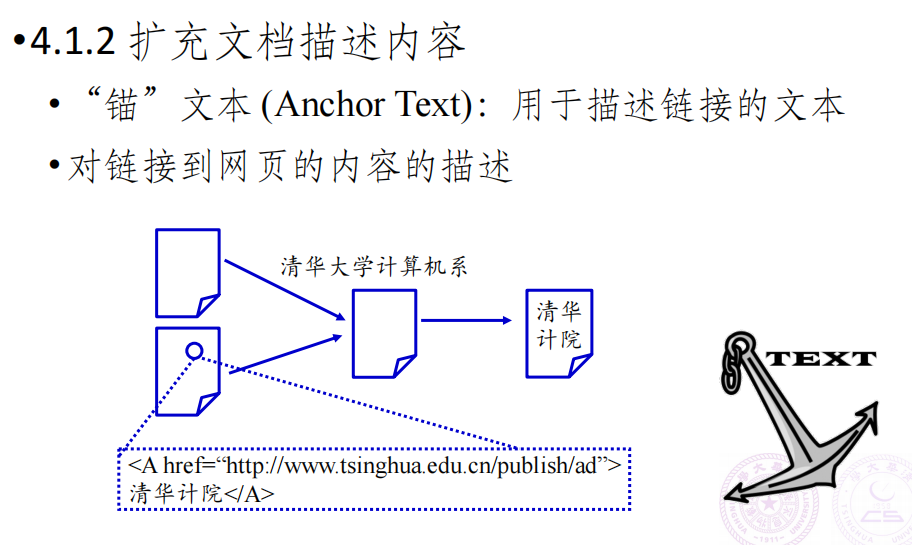 •4.1.2 扩充文档描述内容
• “锚”文本 (Anchor Text)：用于描述链接的文本
•对链接到网页的内容的描述
清华大学计算机系
清华
计院
TEXT
<A href=“http://www.tsinghua.edu.cn/publish/ad”>
清华计院</A>
-1911-